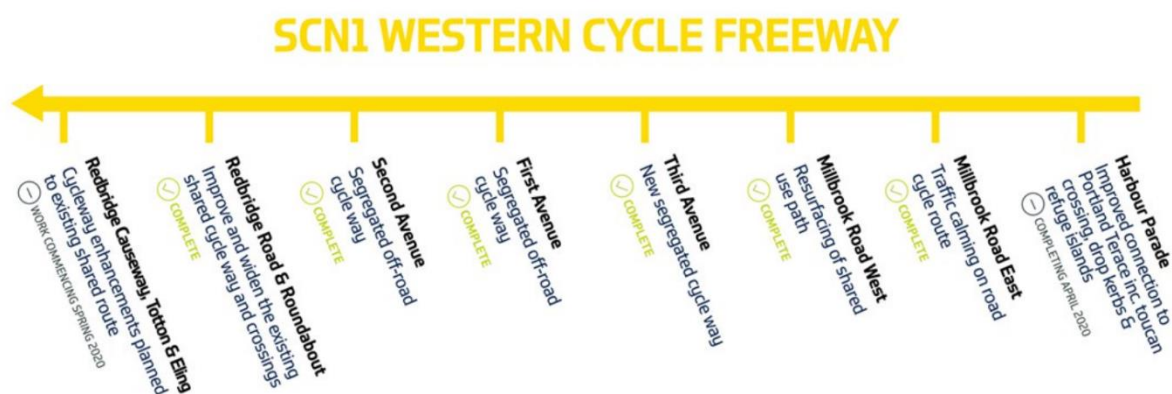 SCN1 WESTERN CYCLE FREEWAY
Redbridge Causeway, Totton & Eling
Cycleway enhancements planned
to existing shared route
WORK COMMENCING SPRING 2020
Redbridge Road & Roundabout
Improve and widen the existing
shared cycle way and crossings
COMPLETE
Second Avenue
Segregated off-road
cycle way
COMPLETE
First Avenue
Segregated off-road
cycle way
COMPLETE
Third Avenue
New segregated cycle way
COMPLETE
Millbrook Road West
Resurfacing of shared
use path
COMPLETE
Millbrook Road East
Traffic calming on road
cycle route
COMPLETE
Harbour Parade
Improved connection to
Portland Terace inc. toucan
crossing, drop kerbs &
refuge islands
COMPLETING APRIL 2020